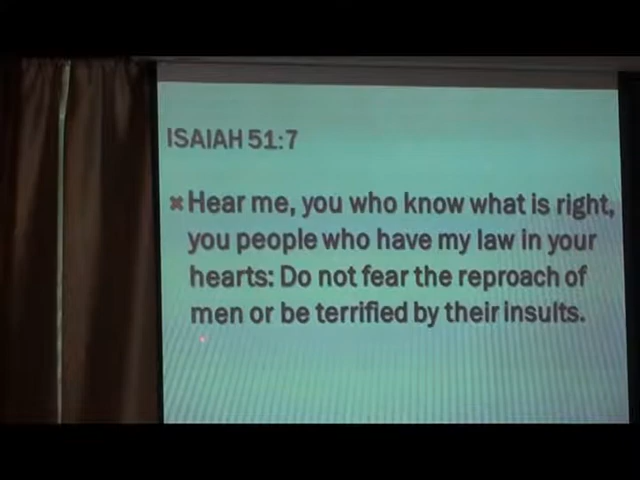 ISAIAH 51:7
Hear me, you who know what is right,
you people who have my law in your
hearts: Do not fear the reproach of
men or be terrified by their insults.